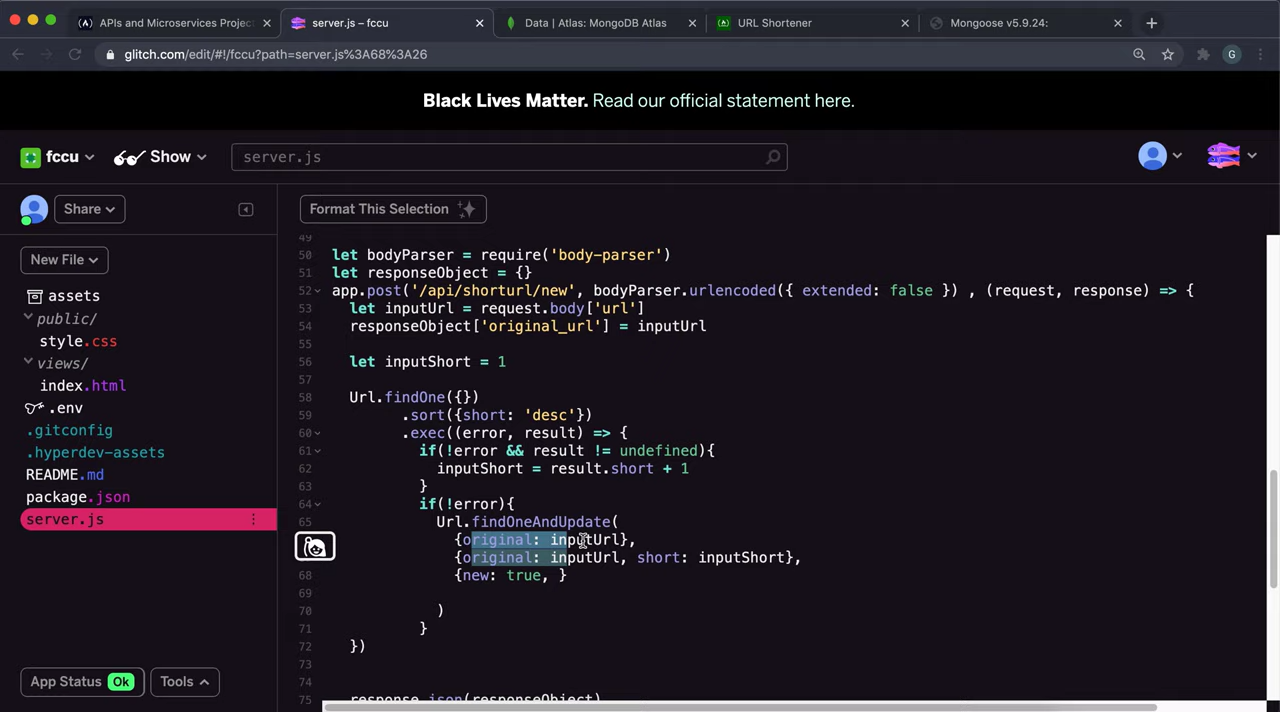 APIs and Microservices Project
server.js – fccu
Data | Atlas: MongoDB Atlas
URL Shortener
Mongoose v5.9.24:
glitch.com/edit/#!/fccu?path=server.js%3A68%3A26
G
Black Lives Matter. Read our official statement here.
fccu
Show
server.js
Share
Format This Selection
New File
assets
public/
style.css
views/
index.html
.env
.gitconfig
.hyperdev-assets
README.md
package.json
server.js
App Status Ok
Tools
49
50 let bodyParser = require('body-parser')
51 let responseObject = {}
52 app.post('/api/shorturl/new', bodyParser.urlencoded({ extended: false }) , (request, response) => {
53 let inputUrl = request.body['url']
54 responseObject['original_url'] = inputUrl
55
56 let inputShort = 1
57
58 Url.findOne({})
59 .sort({short: 'desc'})
60 .exec((error, result) => {
61 if(!error && result != undefined){
62 inputShort = result.short + 1
63 }
64 if(!error){
65 Url.findOneAndUpdate(
{original: inputUrl},
{original: inputUrl, short: inputShort},
68 {new: true, }
69
70 )
71 }
72 })
73
74
75 response.json(responseObject)